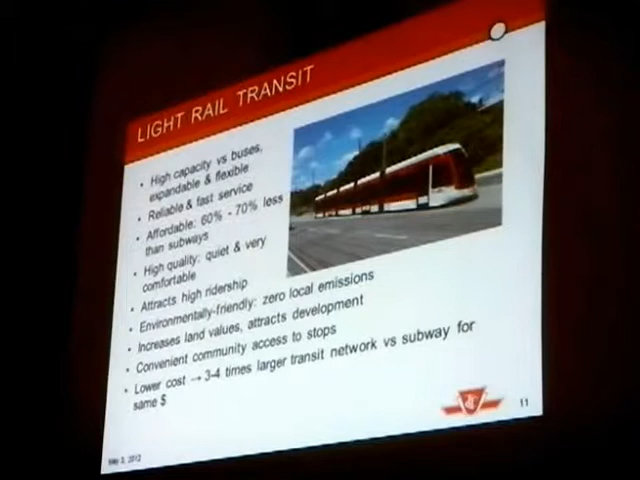 LIGHT RAIL TRANSIT
• High capacity vs buses,
expandable & flexible
• Reliable & fast service
• Affordable: 60% - 70% less
than subways
• High quality: quiet & very
comfortable
• Attracts high ridership
• Environmentally-friendly: zero local emissions
• Increases land values, attracts development
• Convenient community access to stops
• Lower cost → 3-4 times larger transit network vs subway for
same $
11